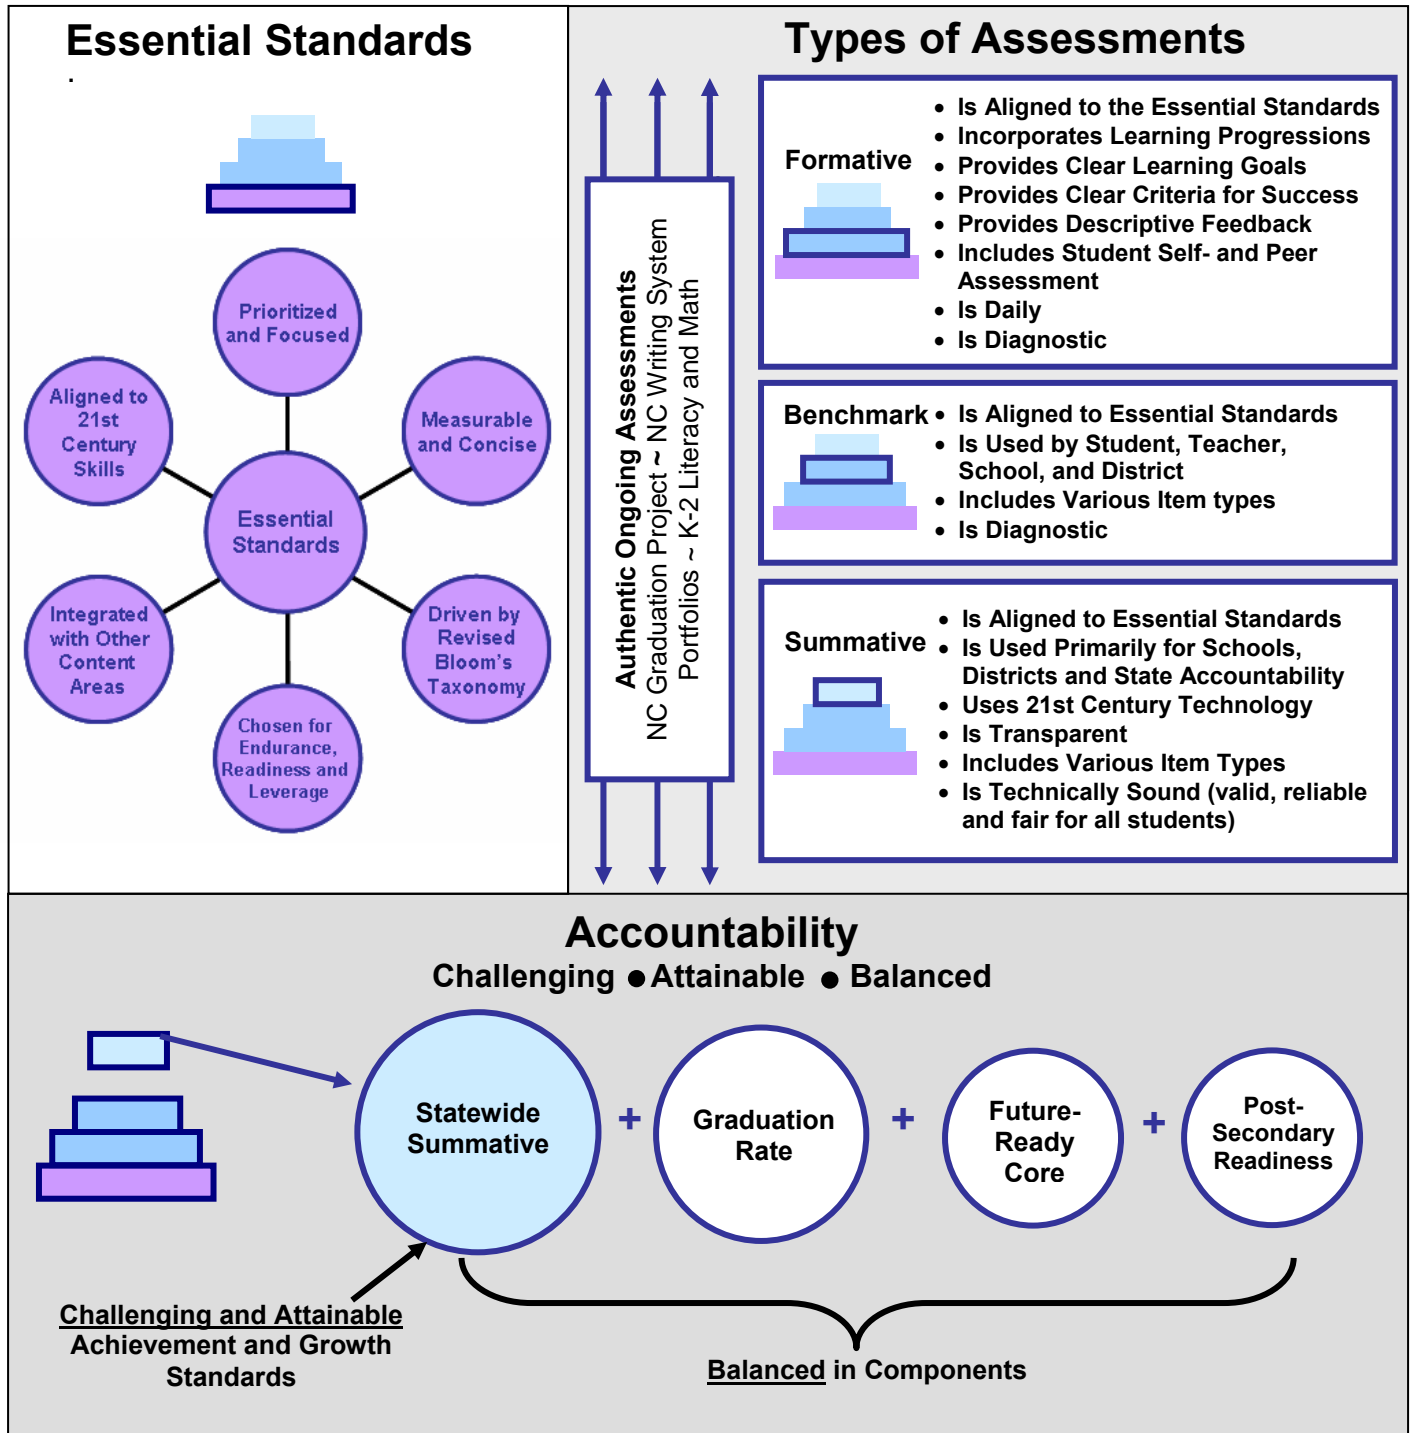 Essential Standards
.
Prioritized
and Focused
Aligned to
21st
Century
Skills
Measurable
and Concise
Essential
Standards
Integrated
with Other
Content
Areas
Driven by
Revised
Bloom's
Taxonomy
Chosen for
Endurance,
Readiness and
Leverage
Types of Assessments
Authentic Ongoing Assessments
NC Graduation Project ~ NC Writing System
Portfolios ~ K-2 Literacy and Math
Formative
• Is Aligned to the Essential Standards
• Incorporates Learning Progressions
• Provides Clear Learning Goals
• Provides Clear Criteria for Success
• Provides Descriptive Feedback
• Includes Student Self- and Peer
Assessment
• Is Daily
• Is Diagnostic
Benchmark
• Is Aligned to Essential Standards
• Is Used by Student, Teacher,
School, and District
• Includes Various Item types
• Is Diagnostic
Summative
• Is Aligned to Essential Standards
• Is Used Primarily for Schools,
Districts and State Accountability
• Uses 21st Century Technology
• Is Transparent
• Includes Various Item Types
• Is Technically Sound (valid, reliable
and fair for all students)
Accountability
Challenging ● Attainable ● Balanced
Statewide
Summative
+
Graduation
Rate
+
Future-
Ready
Core
+
Post-
Secondary
Readiness
Challenging and Attainable
Achievement and Growth
Standards
Balanced in Components